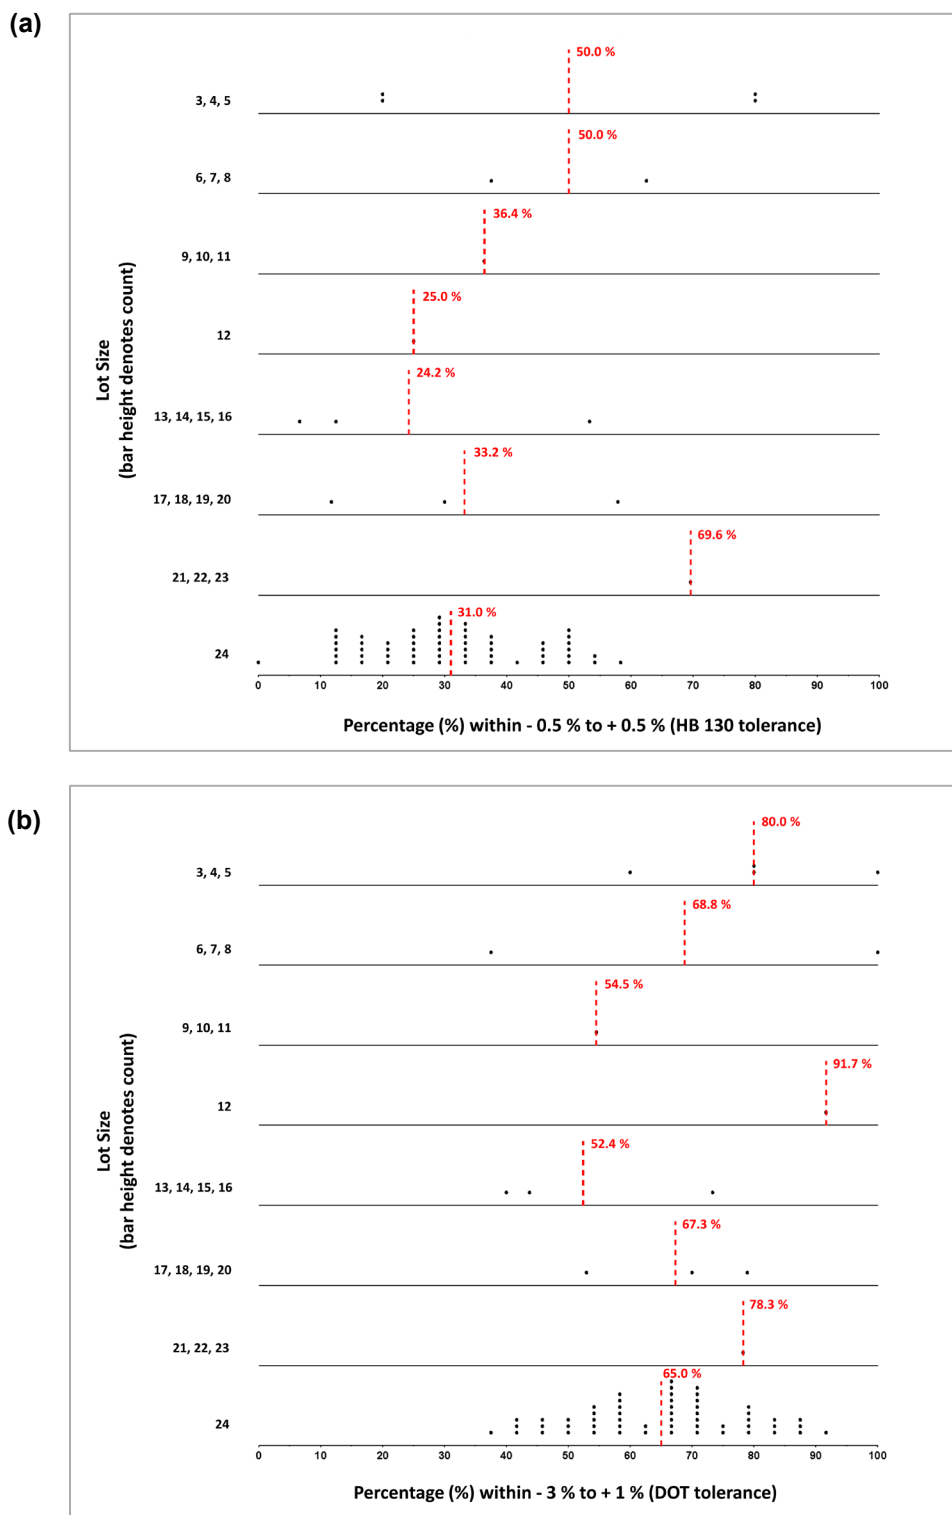 (a)
50.0 %
3, 4, 5
50.0 %
6, 7, 8
36.4 %
9, 10, 11
25.0 %
12
24.2 %
13, 14, 15, 16
33.2 %
17, 18, 19, 20
69.6 %
21, 22, 23
31.0 %
24
Lot Size
(bar height denotes count)
0 10 20 30 40 50 60 70 80 90 100
Percentage (%) within - 0.5 % to + 0.5 % (HB 130 tolerance)
(b)
80.0 %
3, 4, 5
68.8 %
6, 7, 8
54.5 %
9, 10, 11
91.7 %
12
52.4 %
13, 14, 15, 16
67.3 %
17, 18, 19, 20
78.3 %
21, 22, 23
65.0 %
24
Lot Size
(bar height denotes count)
0 10 20 30 40 50 60 70 80 90 100
Percentage (%) within - 3 % to + 1 % (DOT tolerance)